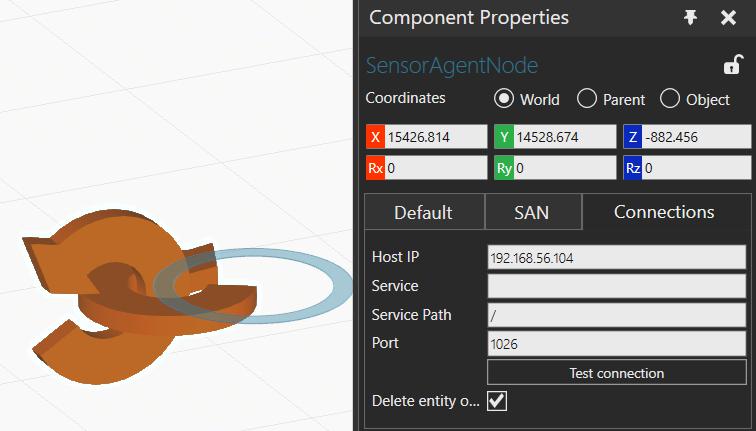 Component Properties
SensorAgentNode
Coordinates World Parent Object
X 15426.814 Y 14528.674 Z -882.456
Rx 0 Ry 0 Rz 0
Default SAN Connections
Host IP 192.168.56.104
Service
Service Path /
Port 1026
Test connection
Delete entity o...